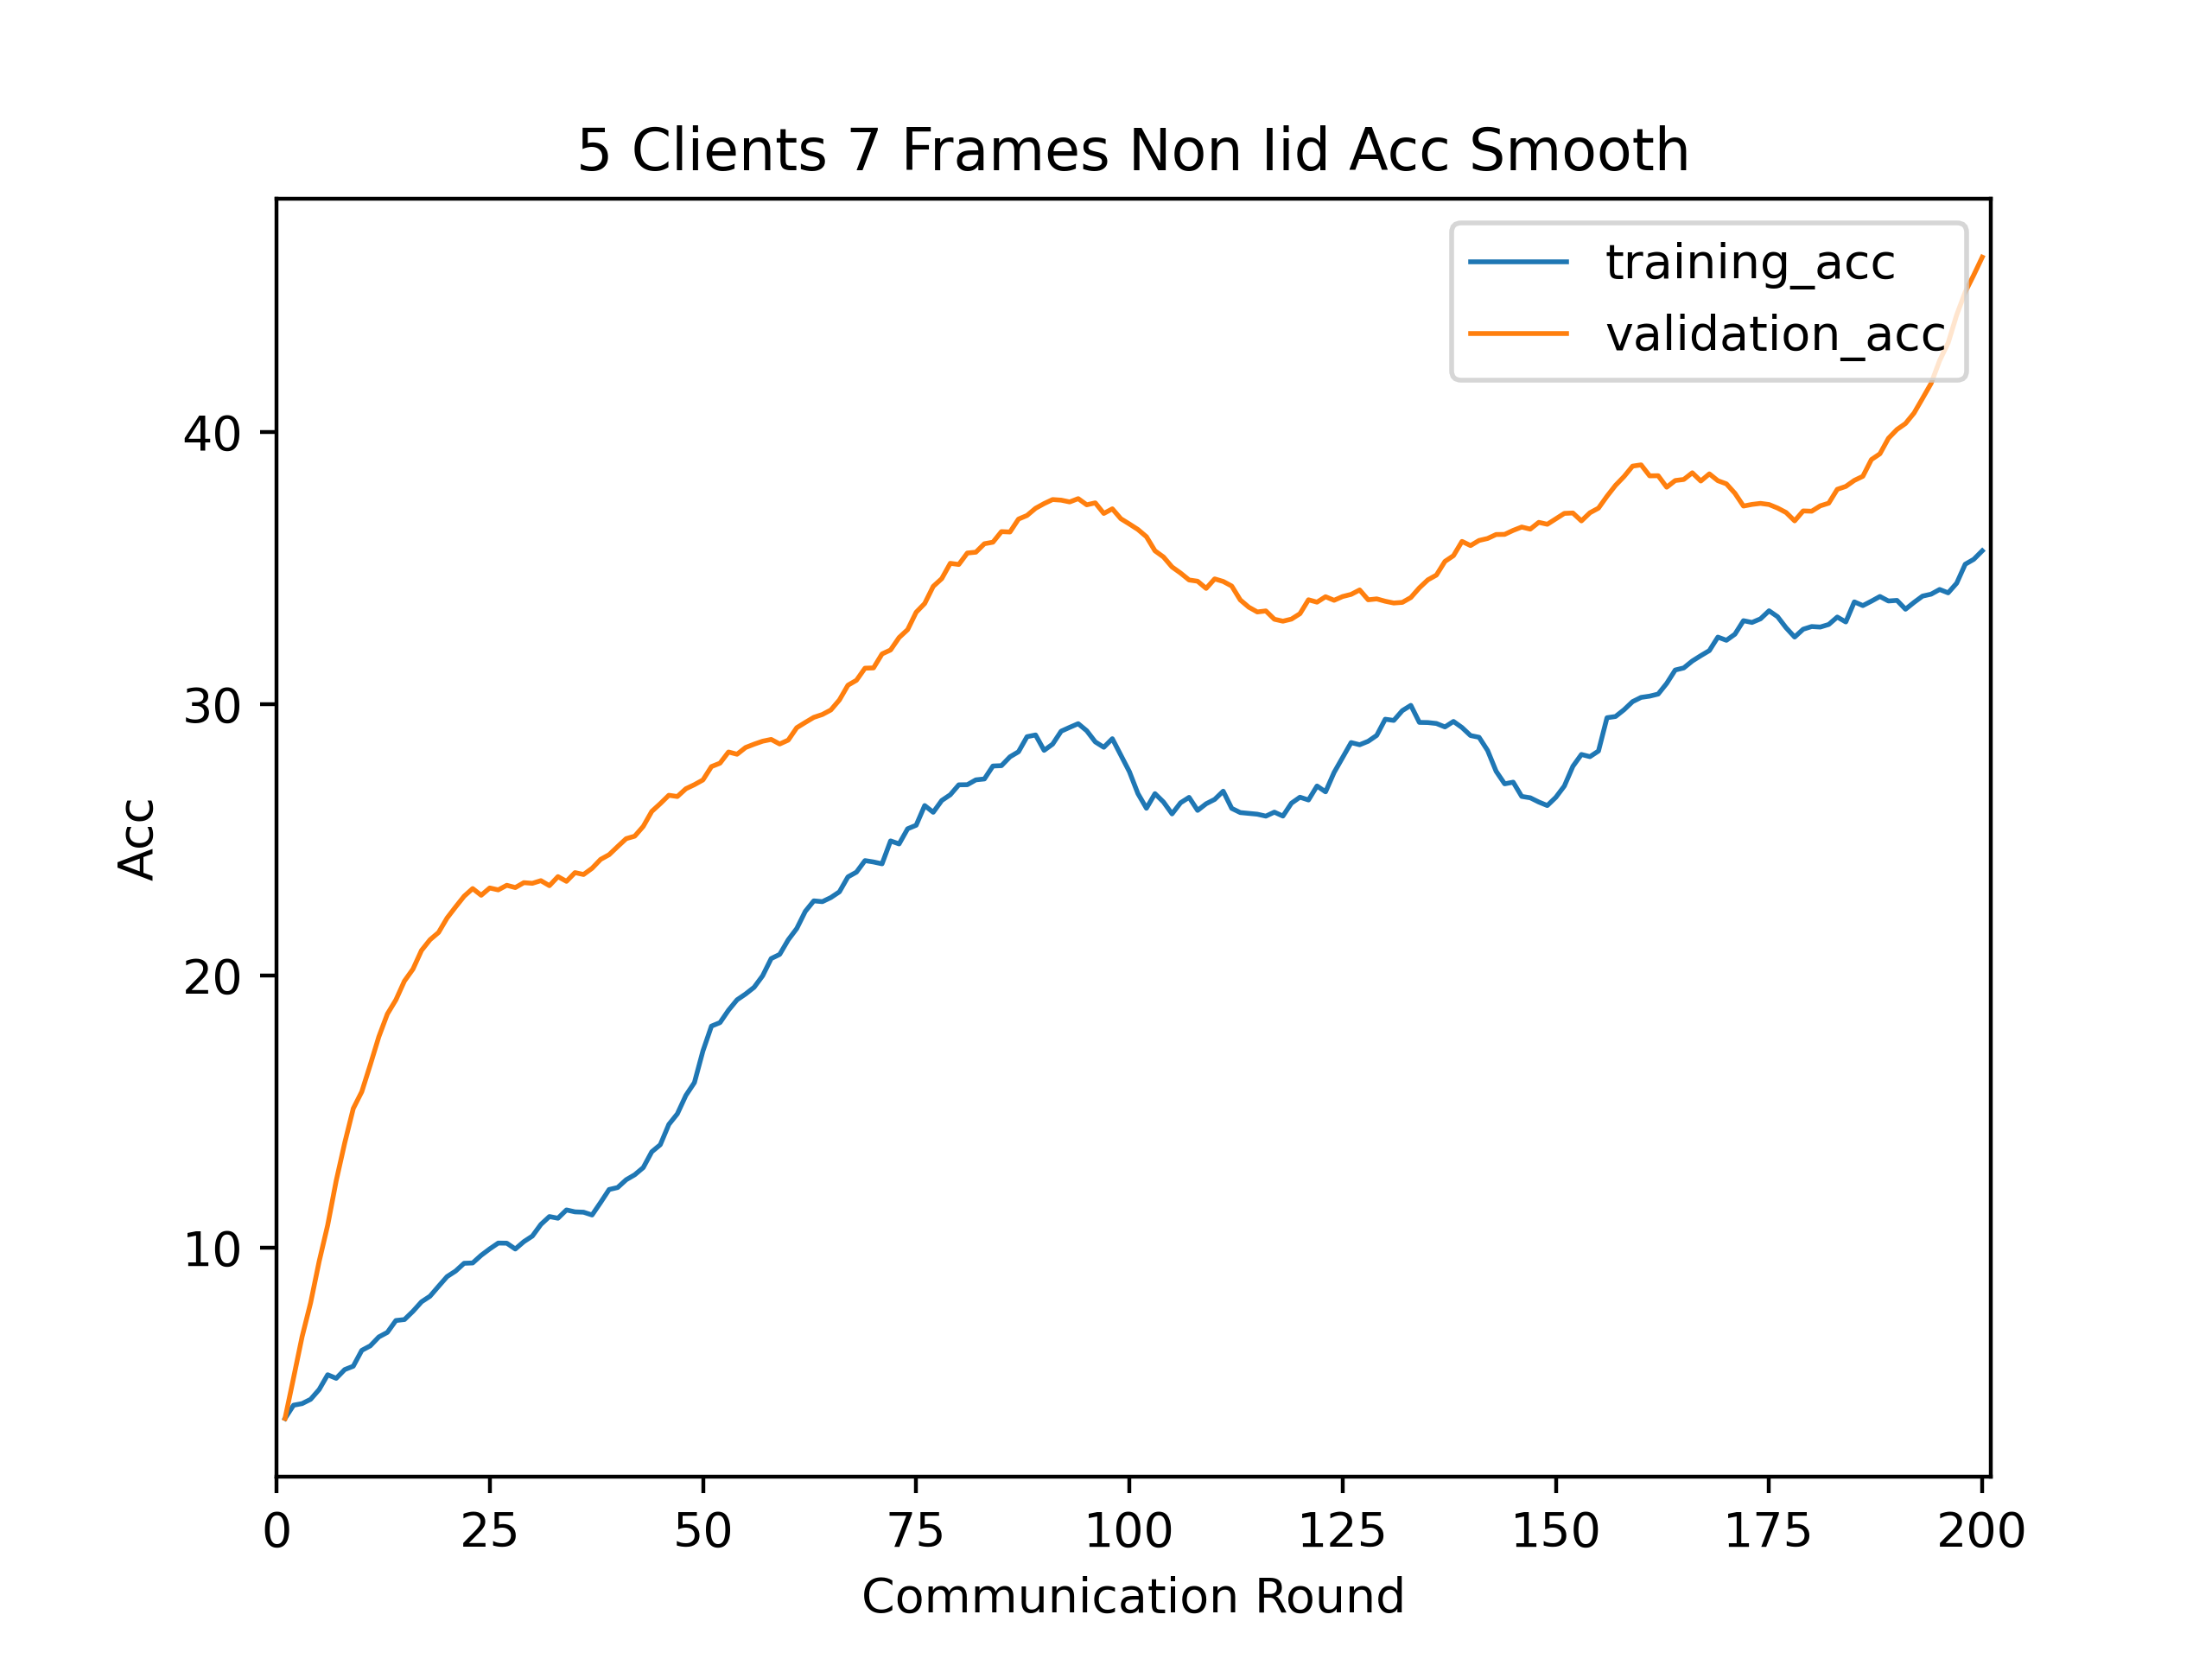 5 Clients 7 Frames Non Iid Acc Smooth
training_acc
validation_acc
40
30
20
10
Acc
0 25 50 75 100 125 150 175 200
Communication Round